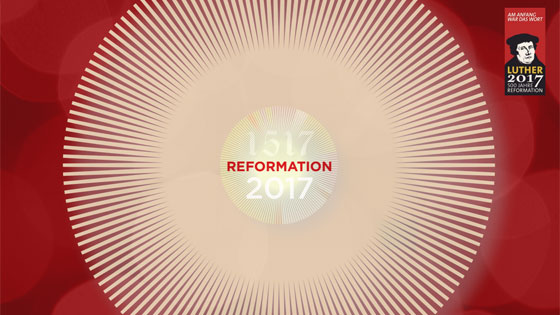 AM ANFANG
WAR DAS WORT
LUTHER
2017
500 JAHRE
REFORMATION
1517
REFORMATION
2017